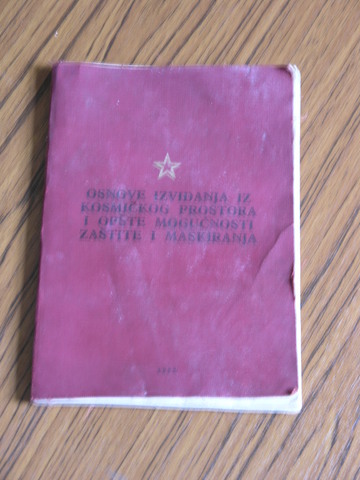 OSNOVE IZVIĐANJA IZ
KOSMIČKOG PROSTORA
I OPŠTE MOGUĆNOSTI
ZAŠTITE I MASKIRANJA